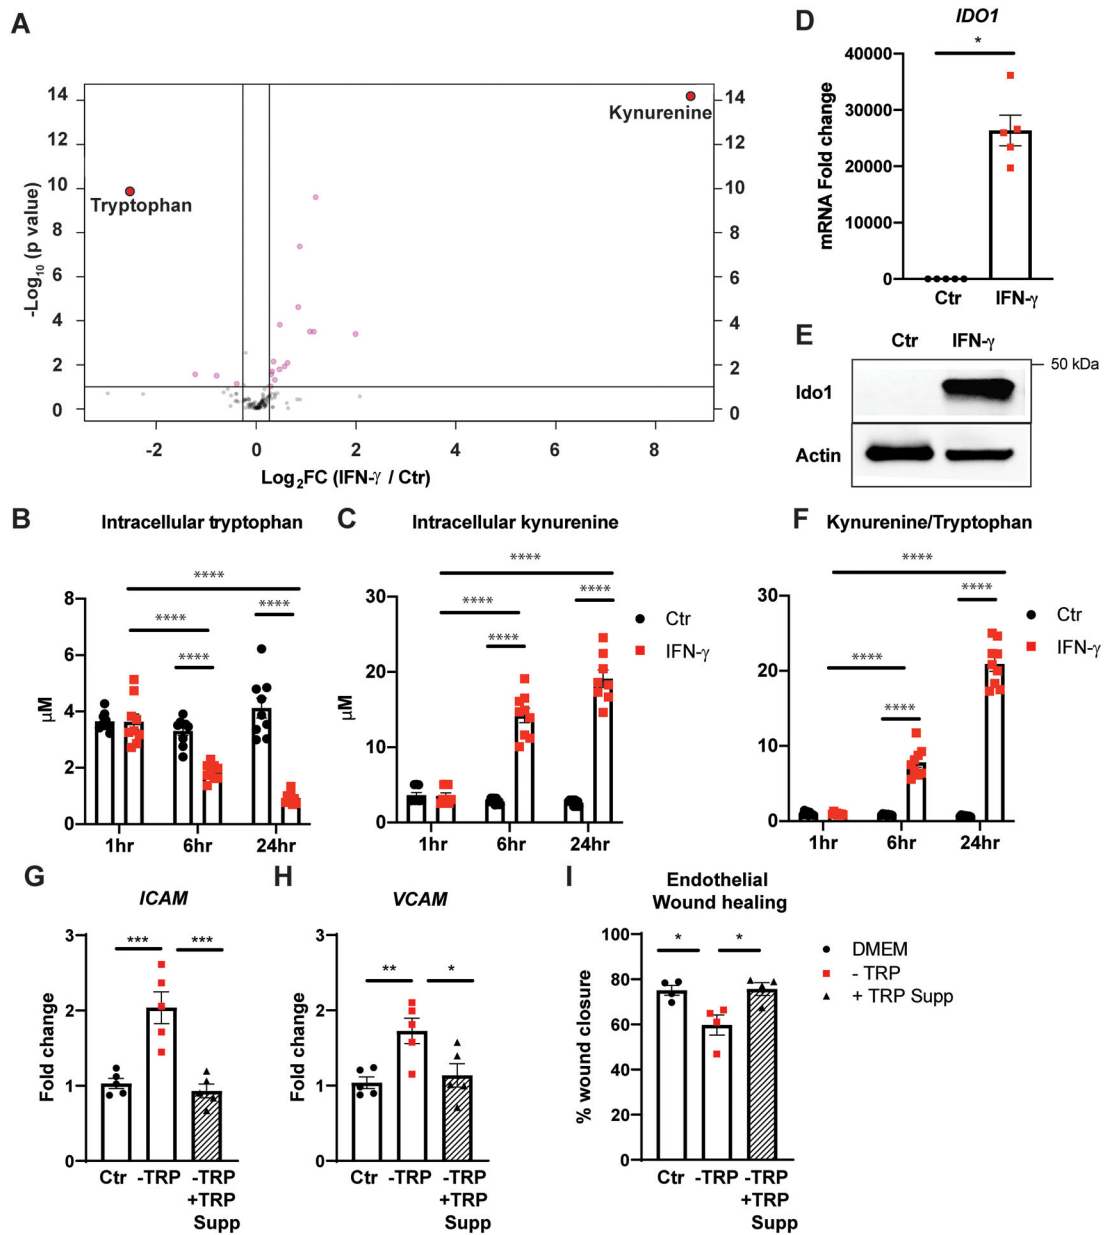 A
14
12
10
8
6
4
2
0
-Log10 (p value)
14
12
10
8
6
4
2
0
Kynurenine
Tryptophan
-2
0
2
4
6
8
Log2FC (IFN-γ / Ctr)
D
IDO1
*
40000
30000
20000
10000
0
mRNA Fold change
Ctr
IFN-γ
E
Ctr
IFN-γ
50 kDa
Ido1
Actin
B
Intracellular tryptophan
****
****
****
****
8
6
4
2
0
μM
1hr
6hr
24hr
C
Intracellular kynurenine
****
****
****
****
30
20
10
0
μM
1hr
6hr
24hr
Ctr
IFN-γ
F
Kynurenine/Tryptophan
****
****
****
****
30
20
10
0
1hr
6hr
24hr
Ctr
IFN-γ
G
ICAM
***
***
3
2
1
0
Fold change
Ctr
-TRP
-TRP
+TRP
Supp
H
VCAM
**
*
3
2
1
0
Fold change
Ctr
-TRP
-TRP
+TRP
Supp
I
Endothelial
Wound healing
*
*
100
80
60
40
20
0
% wound closure
Ctr
-TRP
-TRP
+TRP
Supp
DMEM
- TRP
+ TRP Supp